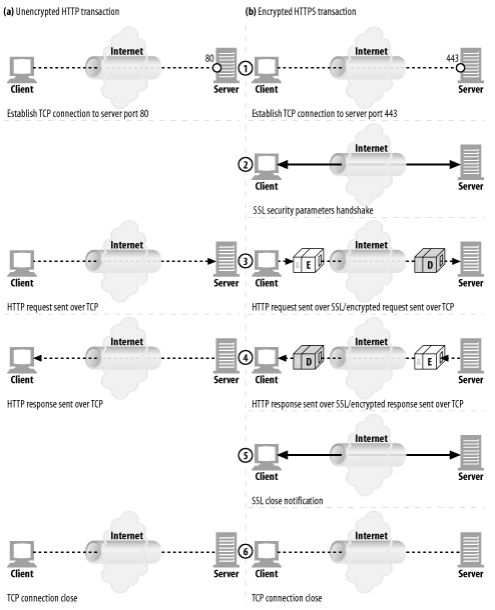 (a) Unencrypted HTTP transaction
(b) Encrypted HTTPS transaction
Internet
80
Client
Server
Establish TCP connection to server port 80
1
Internet
443
Client
Server
Establish TCP connection to server port 443
2
Internet
Client
Server
SSL security parameters handshake
Internet
Client
Server
HTTP request sent over TCP
3
Internet
E
D
Client
Server
HTTP request sent over SSL/encrypted request sent over TCP
Internet
Client
Server
HTTP response sent over TCP
4
Internet
D
E
Client
Server
HTTP response sent over SSL/encrypted response sent over TCP
5
Internet
Client
Server
SSL close notification
Internet
Client
Server
TCP connection close
6
Internet
Client
Server
TCP connection close